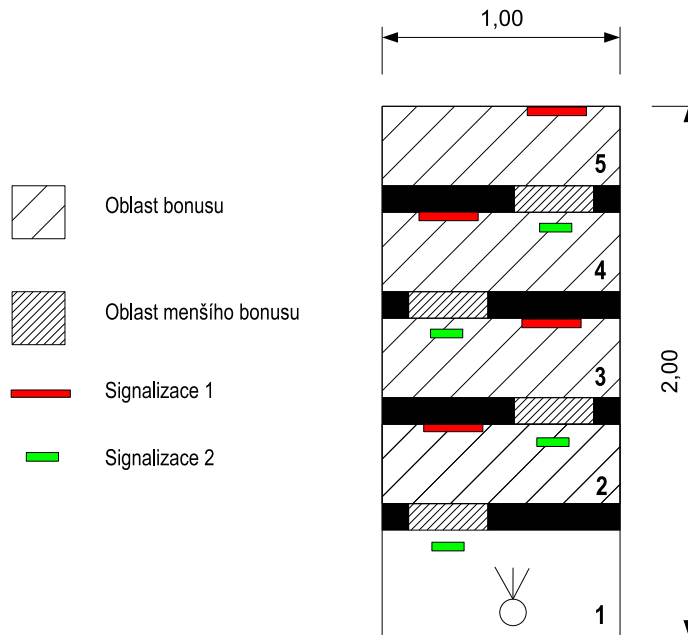 1,00
5
Oblast bonusu
4
Oblast menšího bonusu
3
2,00
Signalizace 1
Signalizace 2
2
1